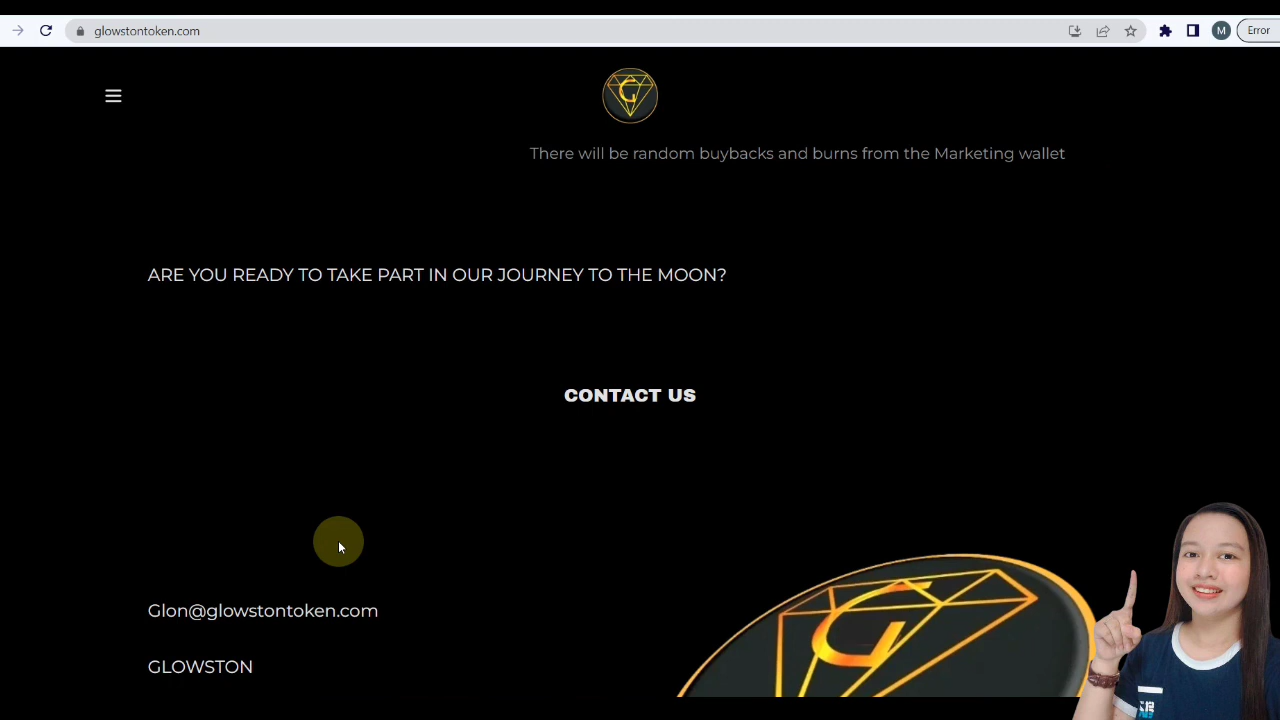 glowstontoken.com
M
Error
G
There will be random buybacks and burns from the Marketing wallet
ARE YOU READY TO TAKE PART IN OUR JOURNEY TO THE MOON?
CONTACT US
Glon@glowstontoken.com
GLOWSTON
G